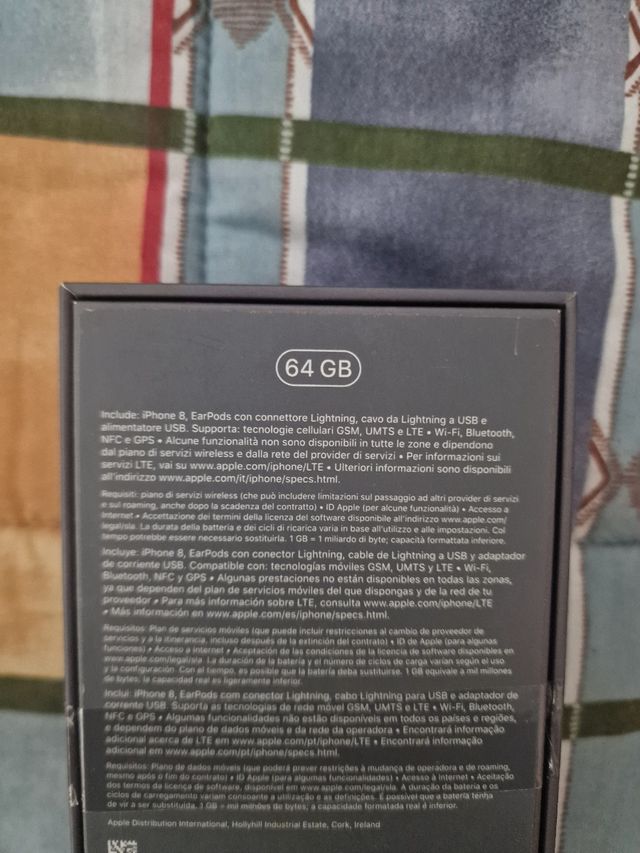 64 GB
Include: iPhone 8, EarPods con connettore Lightning, cavo da Lightning a USB e
alimentatore USB. Supporta: tecnologie cellulari GSM, UMTS e LTE • Wi-Fi, Bluetooth,
NFC e GPS • Alcune funzionalità non sono disponibili in tutte le zone e dipendono
dal piano di servizi wireless e dalla rete del provider di servizi • Per informazioni sui
servizi LTE, vai su www.apple.com/iphone/LTE • Ulteriori informazioni sono disponibili
all'indirizzo www.apple.com/it/iphone/specs.html.
Requisiti: piano di servizi wireless (che può includere limitazioni sul passaggio ad altri provider di servizi
e sul roaming, anche dopo la scadenza del contratto) • ID Apple (per alcune funzionalità) • Accesso a
Internet • Accettazione dei termini della licenza del software disponibile all'indirizzo www.apple.com/
legal/sla. La durata della batteria e dei cicli di ricarica varia in base all'utilizzo e alle impostazioni. Col
tempo potrebbe essere necessario sostituirla. 1 GB = 1 miliardo di byte; capacità formattata inferiore.
Incluye: iPhone 8, EarPods con conector Lightning, cable de Lightning a USB y adaptador
de corriente USB. Compatible con: tecnologías móviles GSM, UMTS y LTE • Wi-Fi,
Bluetooth, NFC y GPS • Algunas prestaciones no están disponibles en todas las zonas,
ya que dependen del plan de servicios móviles del que dispongas y de la red de tu
proveedor • Para más información sobre LTE, consulta www.apple.com/iphone/LTE
• Más información en www.apple.com/es/iphone/specs.html.
Requisitos: Plan de servicios móviles (que puede incluir restricciones al cambio de proveedor de
servicios y a la itinerancia, incluso después de la extinción del contrato) • ID de Apple (para algunas
funciones) • Acceso a Internet • Aceptación de las condiciones de la licencia de software disponibles en
www.apple.com/legal/sla. La duración de la batería y el número de ciclos de carga varían según el uso
y la configuración. Con el tiempo, es posible que la batería deba sustituirse. 1 GB equivale a mil millones
de bytes; la capacidad real es ligeramente inferior.
Inclui: iPhone 8, EarPods com conector Lightning, cabo Lightning para USB e adaptador de
corrente USB. Suporta as tecnologias de rede móvel GSM, UMTS e LTE • Wi-Fi, Bluetooth,
NFC e GPS • Algumas funcionalidades não estão disponíveis em todos os países e regiões,
e dependem do plano de dados móveis e da rede da operadora • Encontrará informação
adicional acerca de LTE em www.apple.com/pt/iphone/LTE • Encontrará informação
adicional em www.apple.com/pt/iphone/specs.html.
Requisitos: Plano de dados móveis (que poderá prever restrições à mudança de operadora e de roaming,
mesmo após o fim do contrato) • ID Apple (para algumas funcionalidades) • Acesso à Internet • Aceitação
dos termos da licença de software, disponível em www.apple.com/legal/sla. A duração da bateria e os
ciclos de carregamento variam consoante a utilização e as definições. É possível que a bateria tenha
de vir a ser substituída. 1 GB = mil milhões de bytes; a capacidade formatada real é inferior.
Apple Distribution International, Hollyhill Industrial Estate, Cork, Ireland